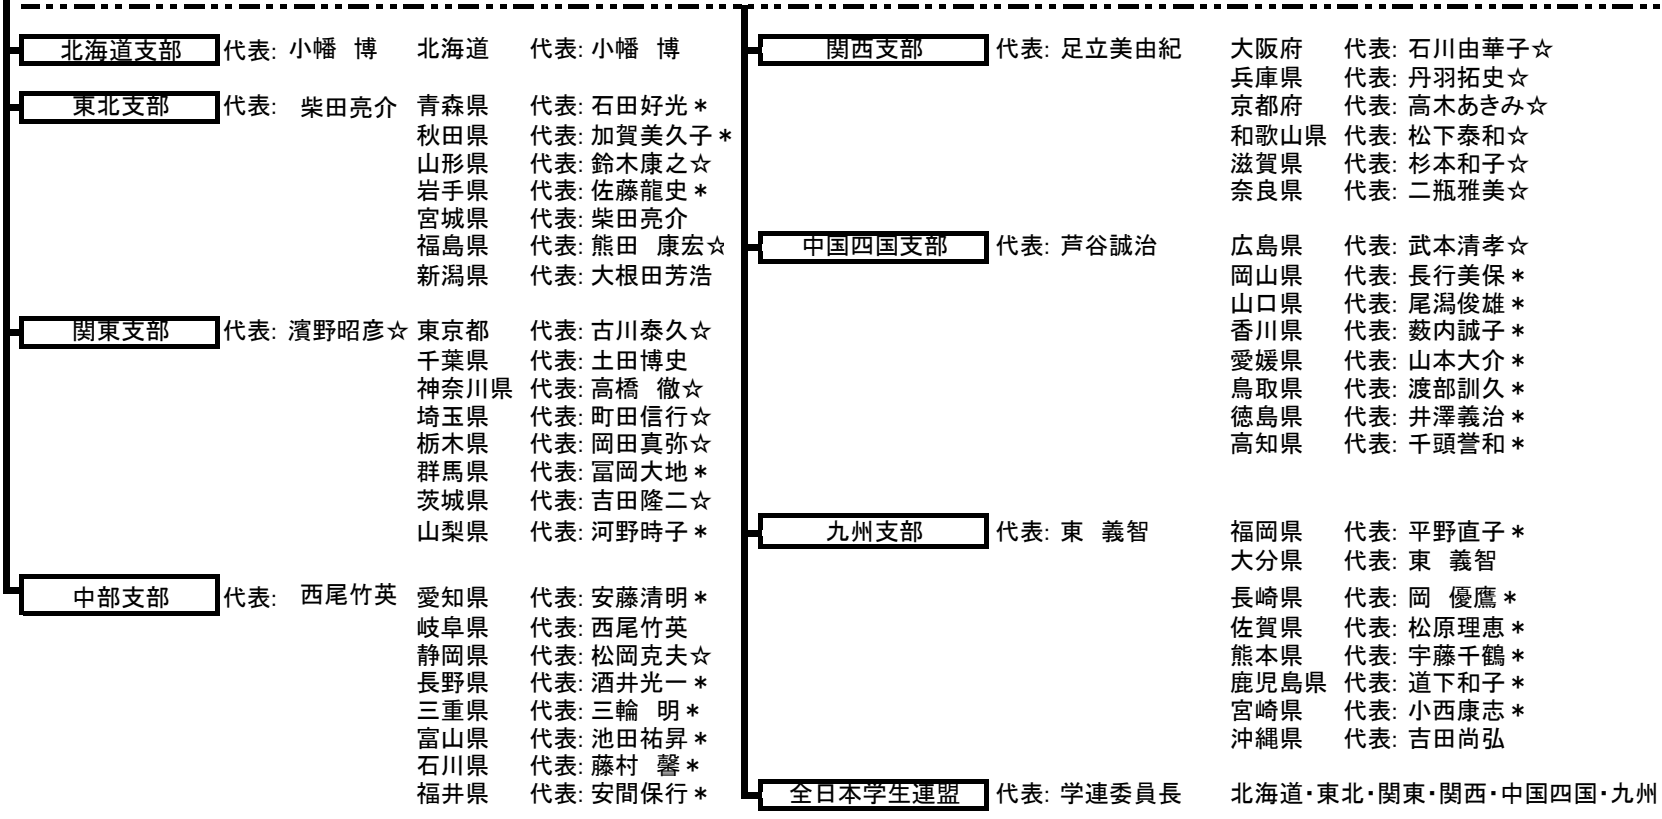 北海道支部 代表: 小幡 博 北海道 代表: 小幡 博
東北支部 代表: 柴田亮介 青森県 代表: 石田好光*
秋田県 代表: 加賀美久子*
山形県 代表: 鈴木康之☆
岩手県 代表: 佐藤龍史*
宮城県 代表: 柴田亮介
福島県 代表: 熊田 康宏☆
新潟県 代表: 大根田芳浩
関東支部 代表: 濱野昭彦☆ 東京都 代表: 古川泰久☆
千葉県 代表: 土田博史
神奈川県 代表: 高橋 徹☆
埼玉県 代表: 町田信行☆
栃木県 代表: 岡田真弥☆
群馬県 代表: 冨岡大地*
茨城県 代表: 吉田隆二☆
山梨県 代表: 河野時子*
中部支部 代表: 西尾竹英 愛知県 代表: 安藤清明*
岐阜県 代表: 西尾竹英
静岡県 代表: 松岡克夫☆
長野県 代表: 酒井光一*
三重県 代表: 三輪 明*
富山県 代表: 池田祐昇*
石川県 代表: 藤村 馨*
福井県 代表: 安間保行*
関西支部 代表: 足立美由紀 大阪府 代表: 石川由華子☆
兵庫県 代表: 丹羽拓史☆
京都府 代表: 高木あきみ☆
和歌山県 代表: 松下泰和☆
滋賀県 代表: 杉本和子☆
奈良県 代表: 二瓶雅美☆
中国四国支部 代表: 芦谷誠治 広島県 代表: 武本清孝☆
岡山県 代表: 長行美保*
山口県 代表: 尾潟俊雄*
香川県 代表: 薮内誠子*
愛媛県 代表: 山本大介*
鳥取県 代表: 渡部訓久*
徳島県 代表: 井澤義治*
高知県 代表: 千頭誉和*
九州支部 代表: 東 義智 福岡県 代表: 平野直子*
大分県 代表: 東 義智
長崎県 代表: 岡 優鷹*
佐賀県 代表: 松原理恵*
熊本県 代表: 宇藤千鶴*
鹿児島県 代表: 道下和子*
宮崎県 代表: 小西康志*
沖縄県 代表: 吉田尚弘
全日本学生連盟 代表: 学連委員長 北海道・東北・関東・関西・中国四国・九州